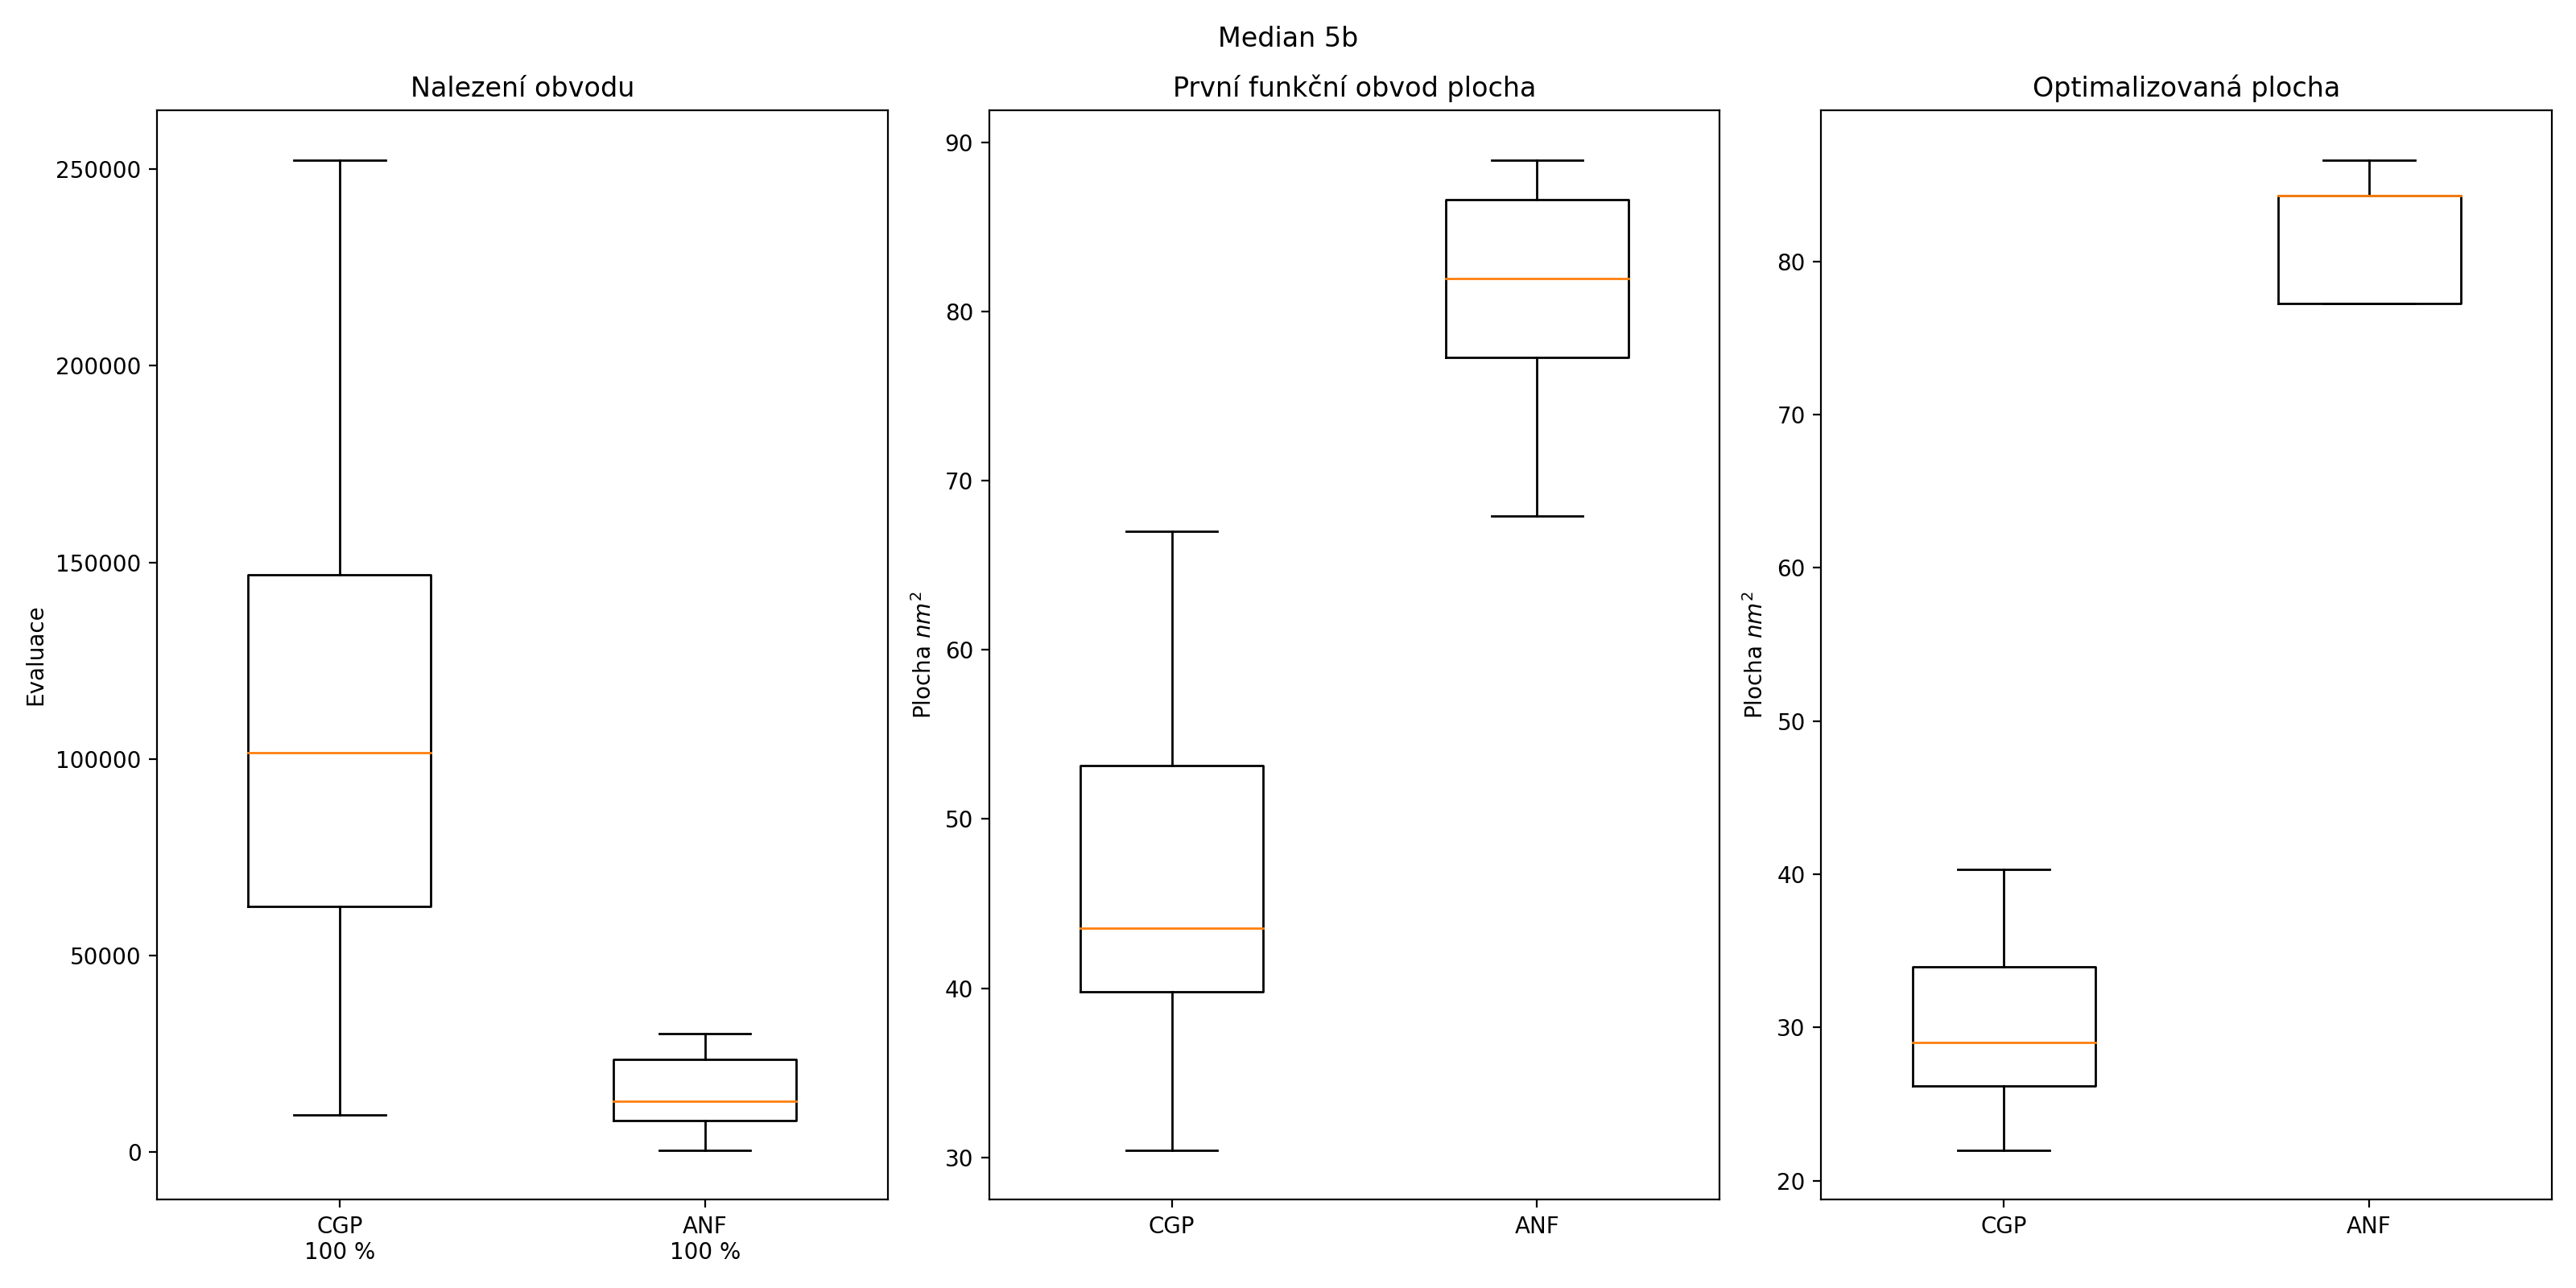 Median 5b
Nalezení obvodu
250000
200000
150000
100000
50000
0
Evaluace
CGP
100 %
ANF
100 %
První funkční obvod plocha
90
80
70
60
50
40
30
Plocha nm²
CGP
ANF
Optimalizovaná plocha
80
70
60
50
40
30
20
Plocha nm²
CGP
ANF